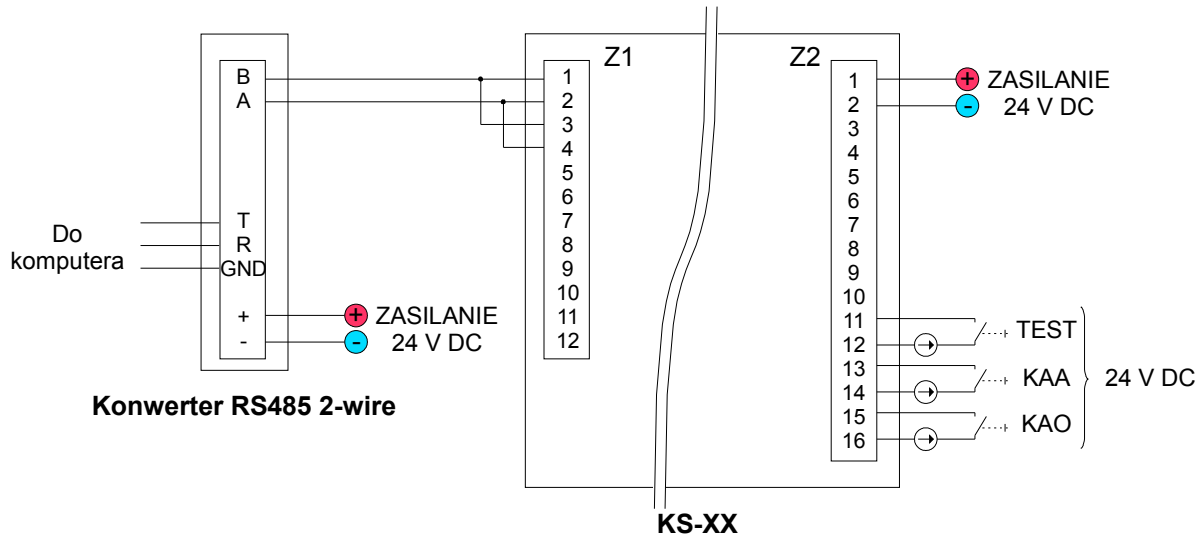 B
A
T
R
GND
+
-
Do
komputera
+ ZASILANIE
- 24 V DC
Konwerter RS485 2-wire
Z1
1
2
3
4
5
6
7
8
9
10
11
12
Z2
1
2
3
4
5
6
7
8
9
10
11
12
13
14
15
16
+ ZASILANIE
- 24 V DC
TEST
KAA
KAO
24 V DC
KS-XX